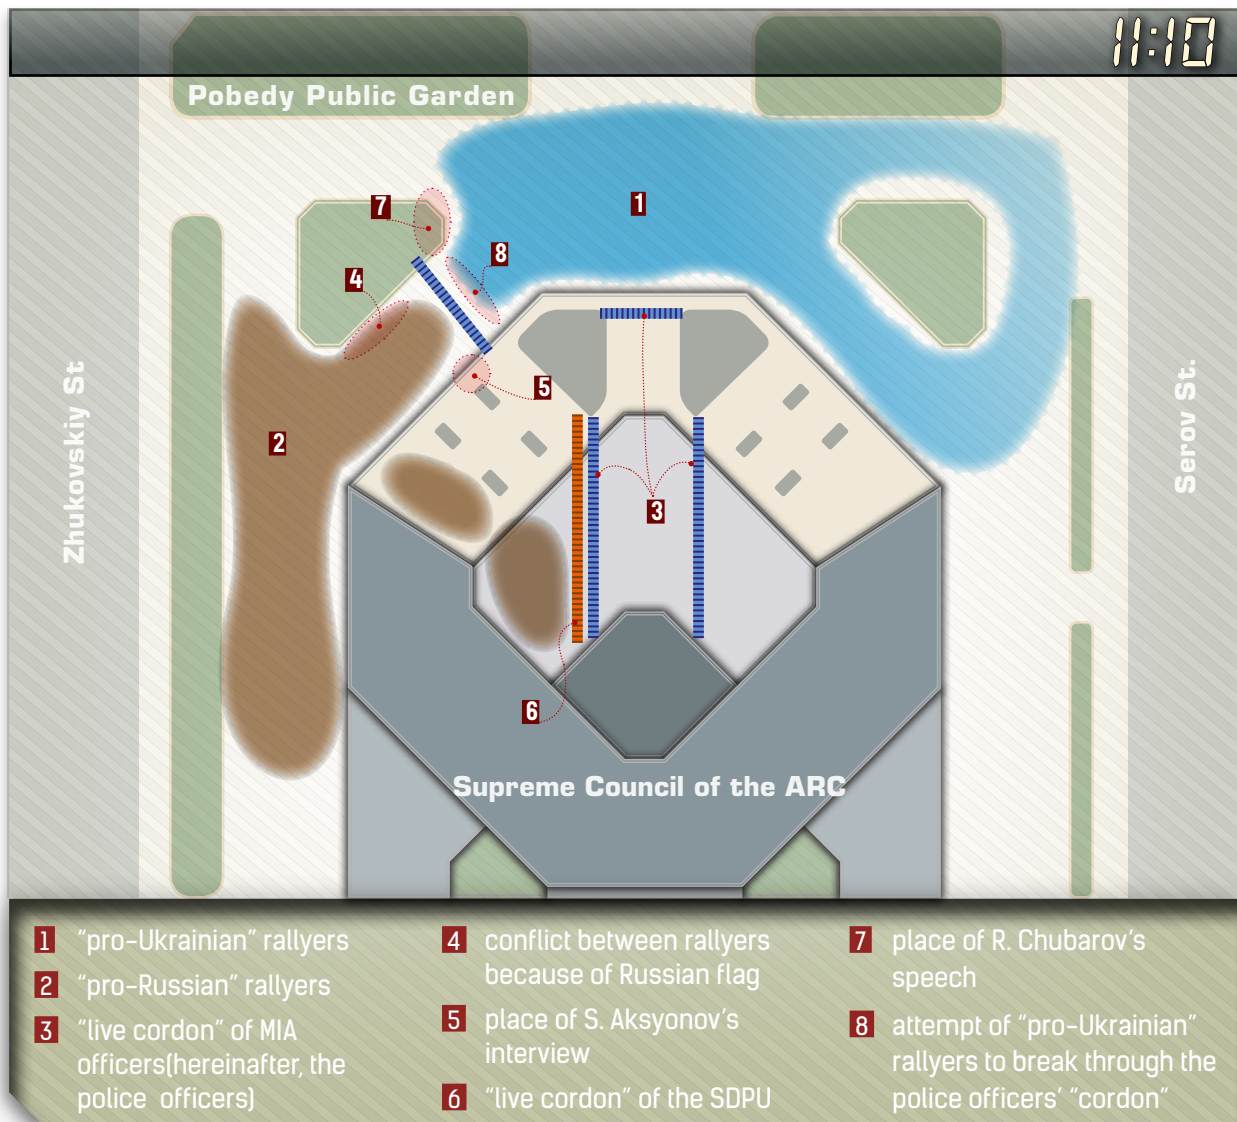 11:10
Pobedy Public Garden
1
7
8
4
5
2
Zhukovskiy St
Serov St.
3
6
Supreme Council of the ARC
1 “pro-Ukrainian” rallyers
2 “pro-Russian” rallyers
3 “live cordon” of MIA
officers(hereinafter, the
police officers)
4 conflict between rallyers
because of Russian flag
5 place of S. Aksyonov’s
interview
6 “live cordon” of the SDPU
7 place of R. Chubarov’s
speech
8 attempt of “pro-Ukrainian”
rallyers to break through the
police officers’ “cordon”